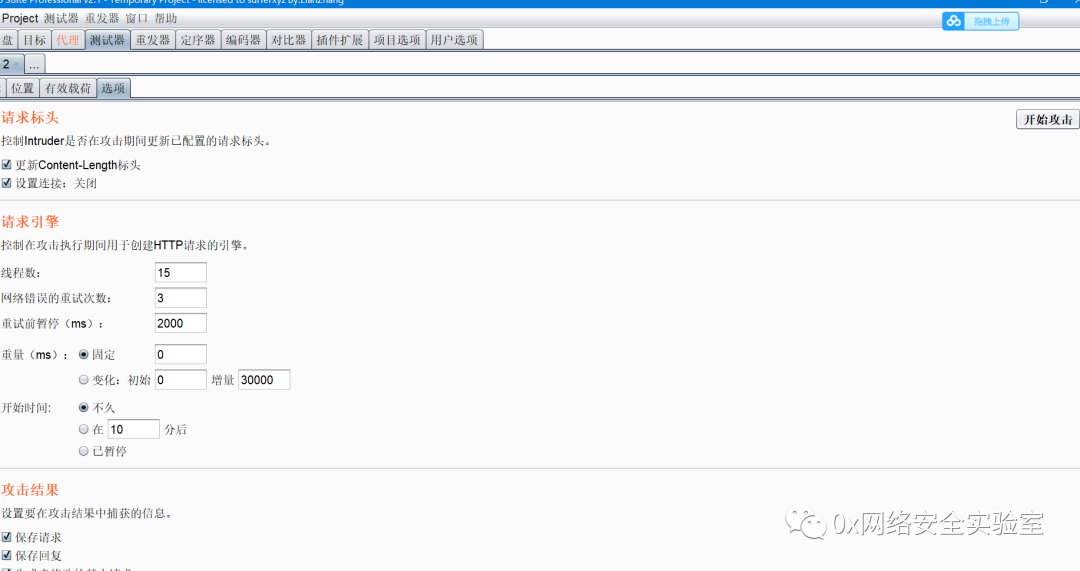 Suite Professional v2.1 - Temporary Project - licensed to surferxyz By:LianZhang
Project 测试器 重发器 窗口 帮助
拖拽上传
盘 目标 代理 测试器 重发器 定序器 编码器 对比器 插件扩展 项目选项 用户选项
2 × ...
位置 有效载荷 选项
请求标头
开始攻击
控制Intruder是否在攻击期间更新已配置的请求标头。
更新Content-Length标头
设置连接：关闭
请求引擎
控制在攻击执行期间用于创建HTTP请求的引擎。
线程数: 15
网络错误的重试次数: 3
重试前暂停（ms）: 2000
重量（ms）: 固定 0
变化: 初始 0 增量 30000
开始时间: 不久
在 10 分后
已暂停
攻击结果
设置要在攻击结果中捕获的信息。
0x网络安全实验室
保存请求
保存回复